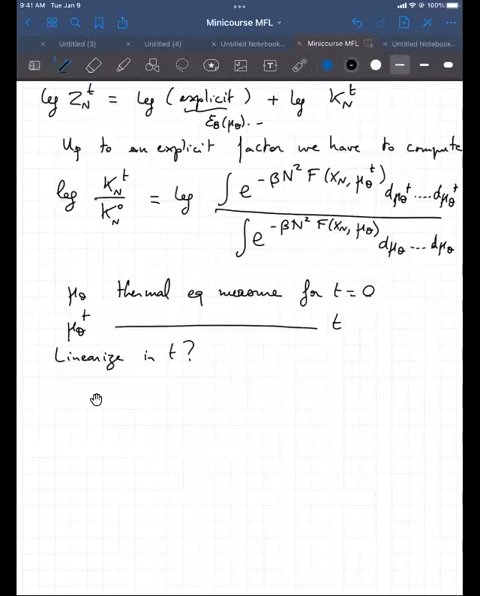 9:41 AM Tue Jan 9
100%
Minicourse MFL
Untitled (3)
Untitled (4)
Untitled Notebook...
Minicourse MFL
Untitled Notebook...
log Z_N^t = log (explicit) + log K_N^t
ε_θ(μ_θ)...
Up to an explicit factor we have to compute
log K_N^t / K_N^0 = log ∫ e^{-βN² F(X_N, μ_θ^t)} dμ_θ^t .... dμ_θ^t / ∫ e^{-βN² F(X_N, μ_θ)} dμ_θ ... dμ_θ
μ_θ thermal eq measure for t = 0
μ_θ^t ———————— t
Linearize in t?